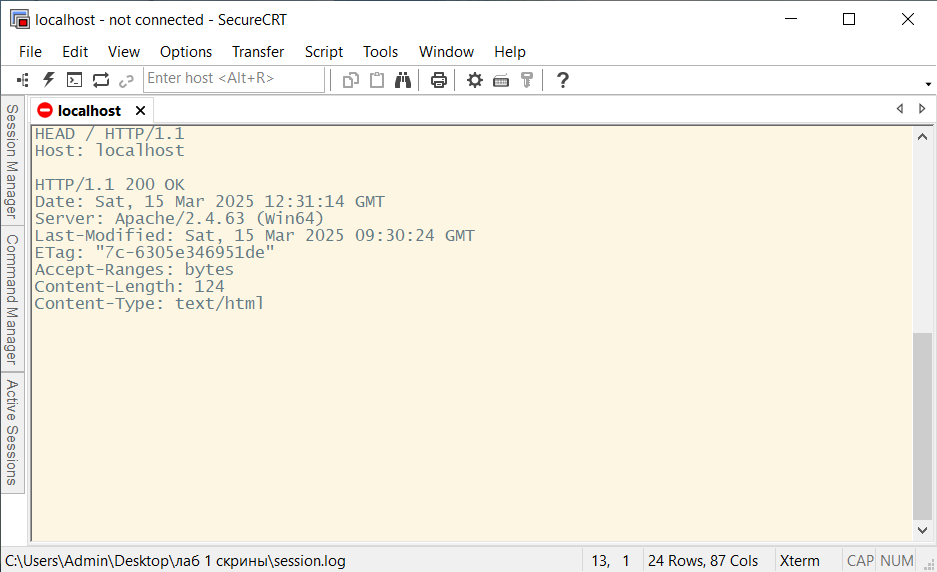 localhost - not connected - SecureCRT
File Edit View Options Transfer Script Tools Window Help
Enter host <Alt+R>
localhost
Session Manager
Command Manager
Active Sessions
HEAD / HTTP/1.1
Host: localhost
HTTP/1.1 200 OK
Date: Sat, 15 Mar 2025 12:31:14 GMT
Server: Apache/2.4.63 (Win64)
Last-Modified: Sat, 15 Mar 2025 09:30:24 GMT
ETag: "7c-6305e346951de"
Accept-Ranges: bytes
Content-Length: 124
Content-Type: text/html
C:\Users\Admin\Desktop\ла6 1 скрины\session.log 13, 1 24 Rows, 87 Cols Xterm CAP NUM